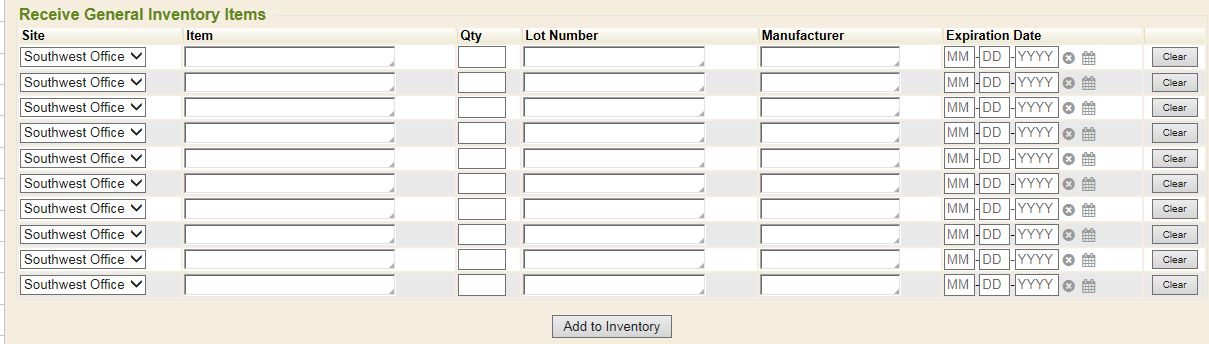 Receive General Inventory Items
Site Item Qty Lot Number Manufacturer Expiration Date
Southwest Office MM - DD - YYYY Clear
Southwest Office MM - DD - YYYY Clear
Southwest Office MM - DD - YYYY Clear
Southwest Office MM - DD - YYYY Clear
Southwest Office MM - DD - YYYY Clear
Southwest Office MM - DD - YYYY Clear
Southwest Office MM - DD - YYYY Clear
Southwest Office MM - DD - YYYY Clear
Southwest Office MM - DD - YYYY Clear
Southwest Office MM - DD - YYYY Clear
Add to Inventory